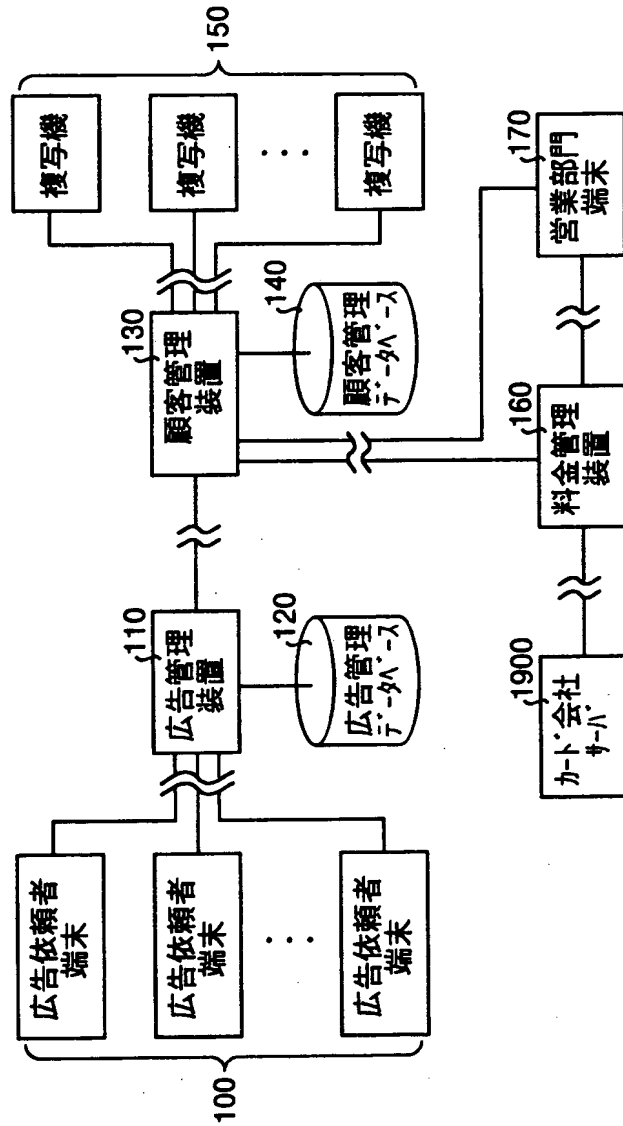 100
広告依頼者
端末
広告依頼者
端末
・・・
広告依頼者
端末
110
広告管理
装置
120
広告管理
データベース
130
顧客管理
装置
140
顧客管理
データベース
複写機
複写機
・・・
複写機
150
1900
カード会社
サーバ
160
料金管理
装置
170
営業部門
端末